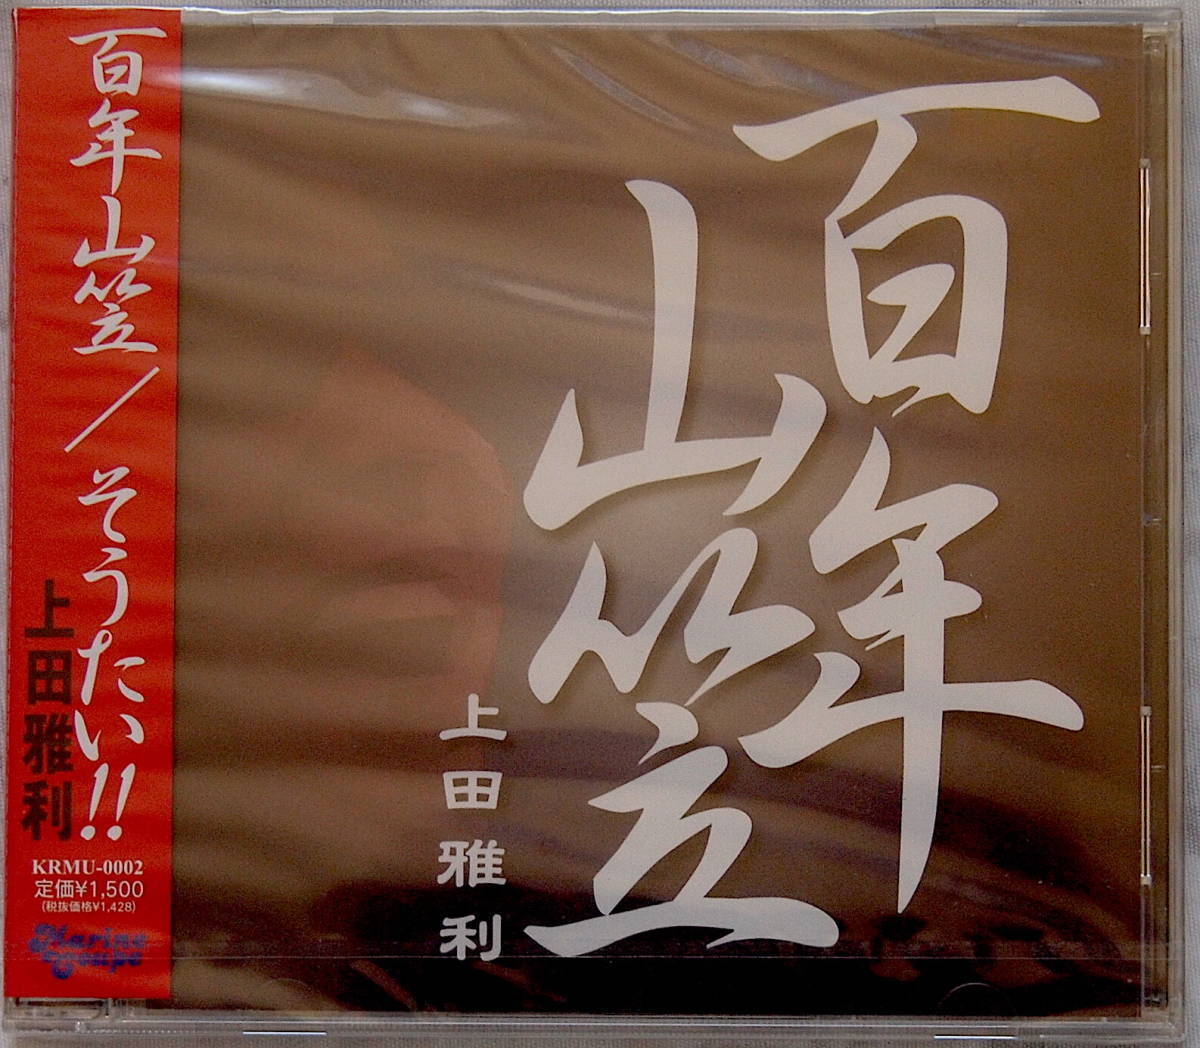 百年山笠／そうたい!!
上田雅利
KRMU-0002
定価¥1,500
(税抜価格¥1,428)
百年
山笠
上田雅利